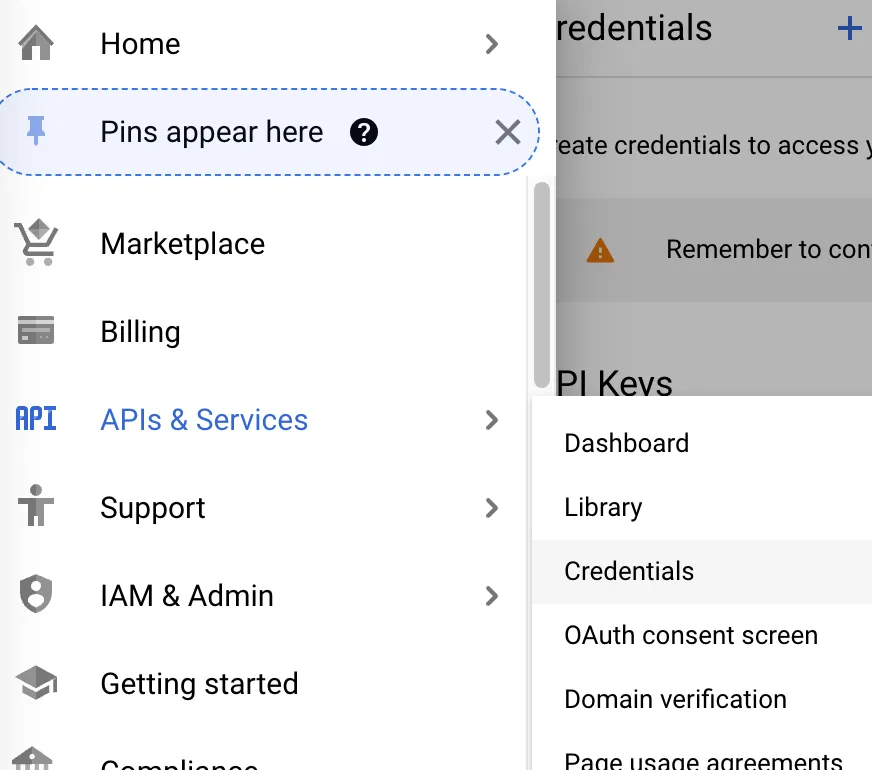 Home
Pins appear here ?
Marketplace
Billing
API APIs & Services
Support
IAM & Admin
Getting started
Compliance
redentials +
eate credentials to access y
Remember to con
PI Keys
Dashboard
Library
Credentials
OAuth consent screen
Domain verification
Page usage agreements